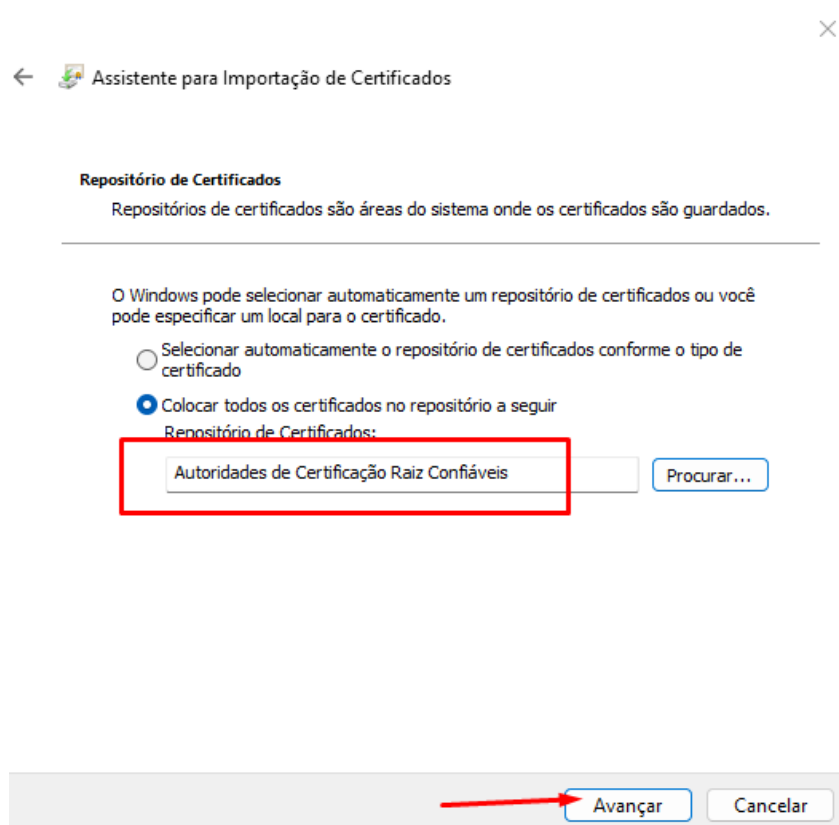 Assistente para Importação de Certificados
Repositório de Certificados
Repositórios de certificados são áreas do sistema onde os certificados são guardados.
O Windows pode selecionar automaticamente um repositório de certificados ou você
pode especificar um local para o certificado.
Selecionar automaticamente o repositório de certificados conforme o tipo de
certificado
Colocar todos os certificados no repositório a seguir
Repositório de Certificados:
Autoridades de Certificação Raiz Confiáveis
Procurar...
Avançar
Cancelar